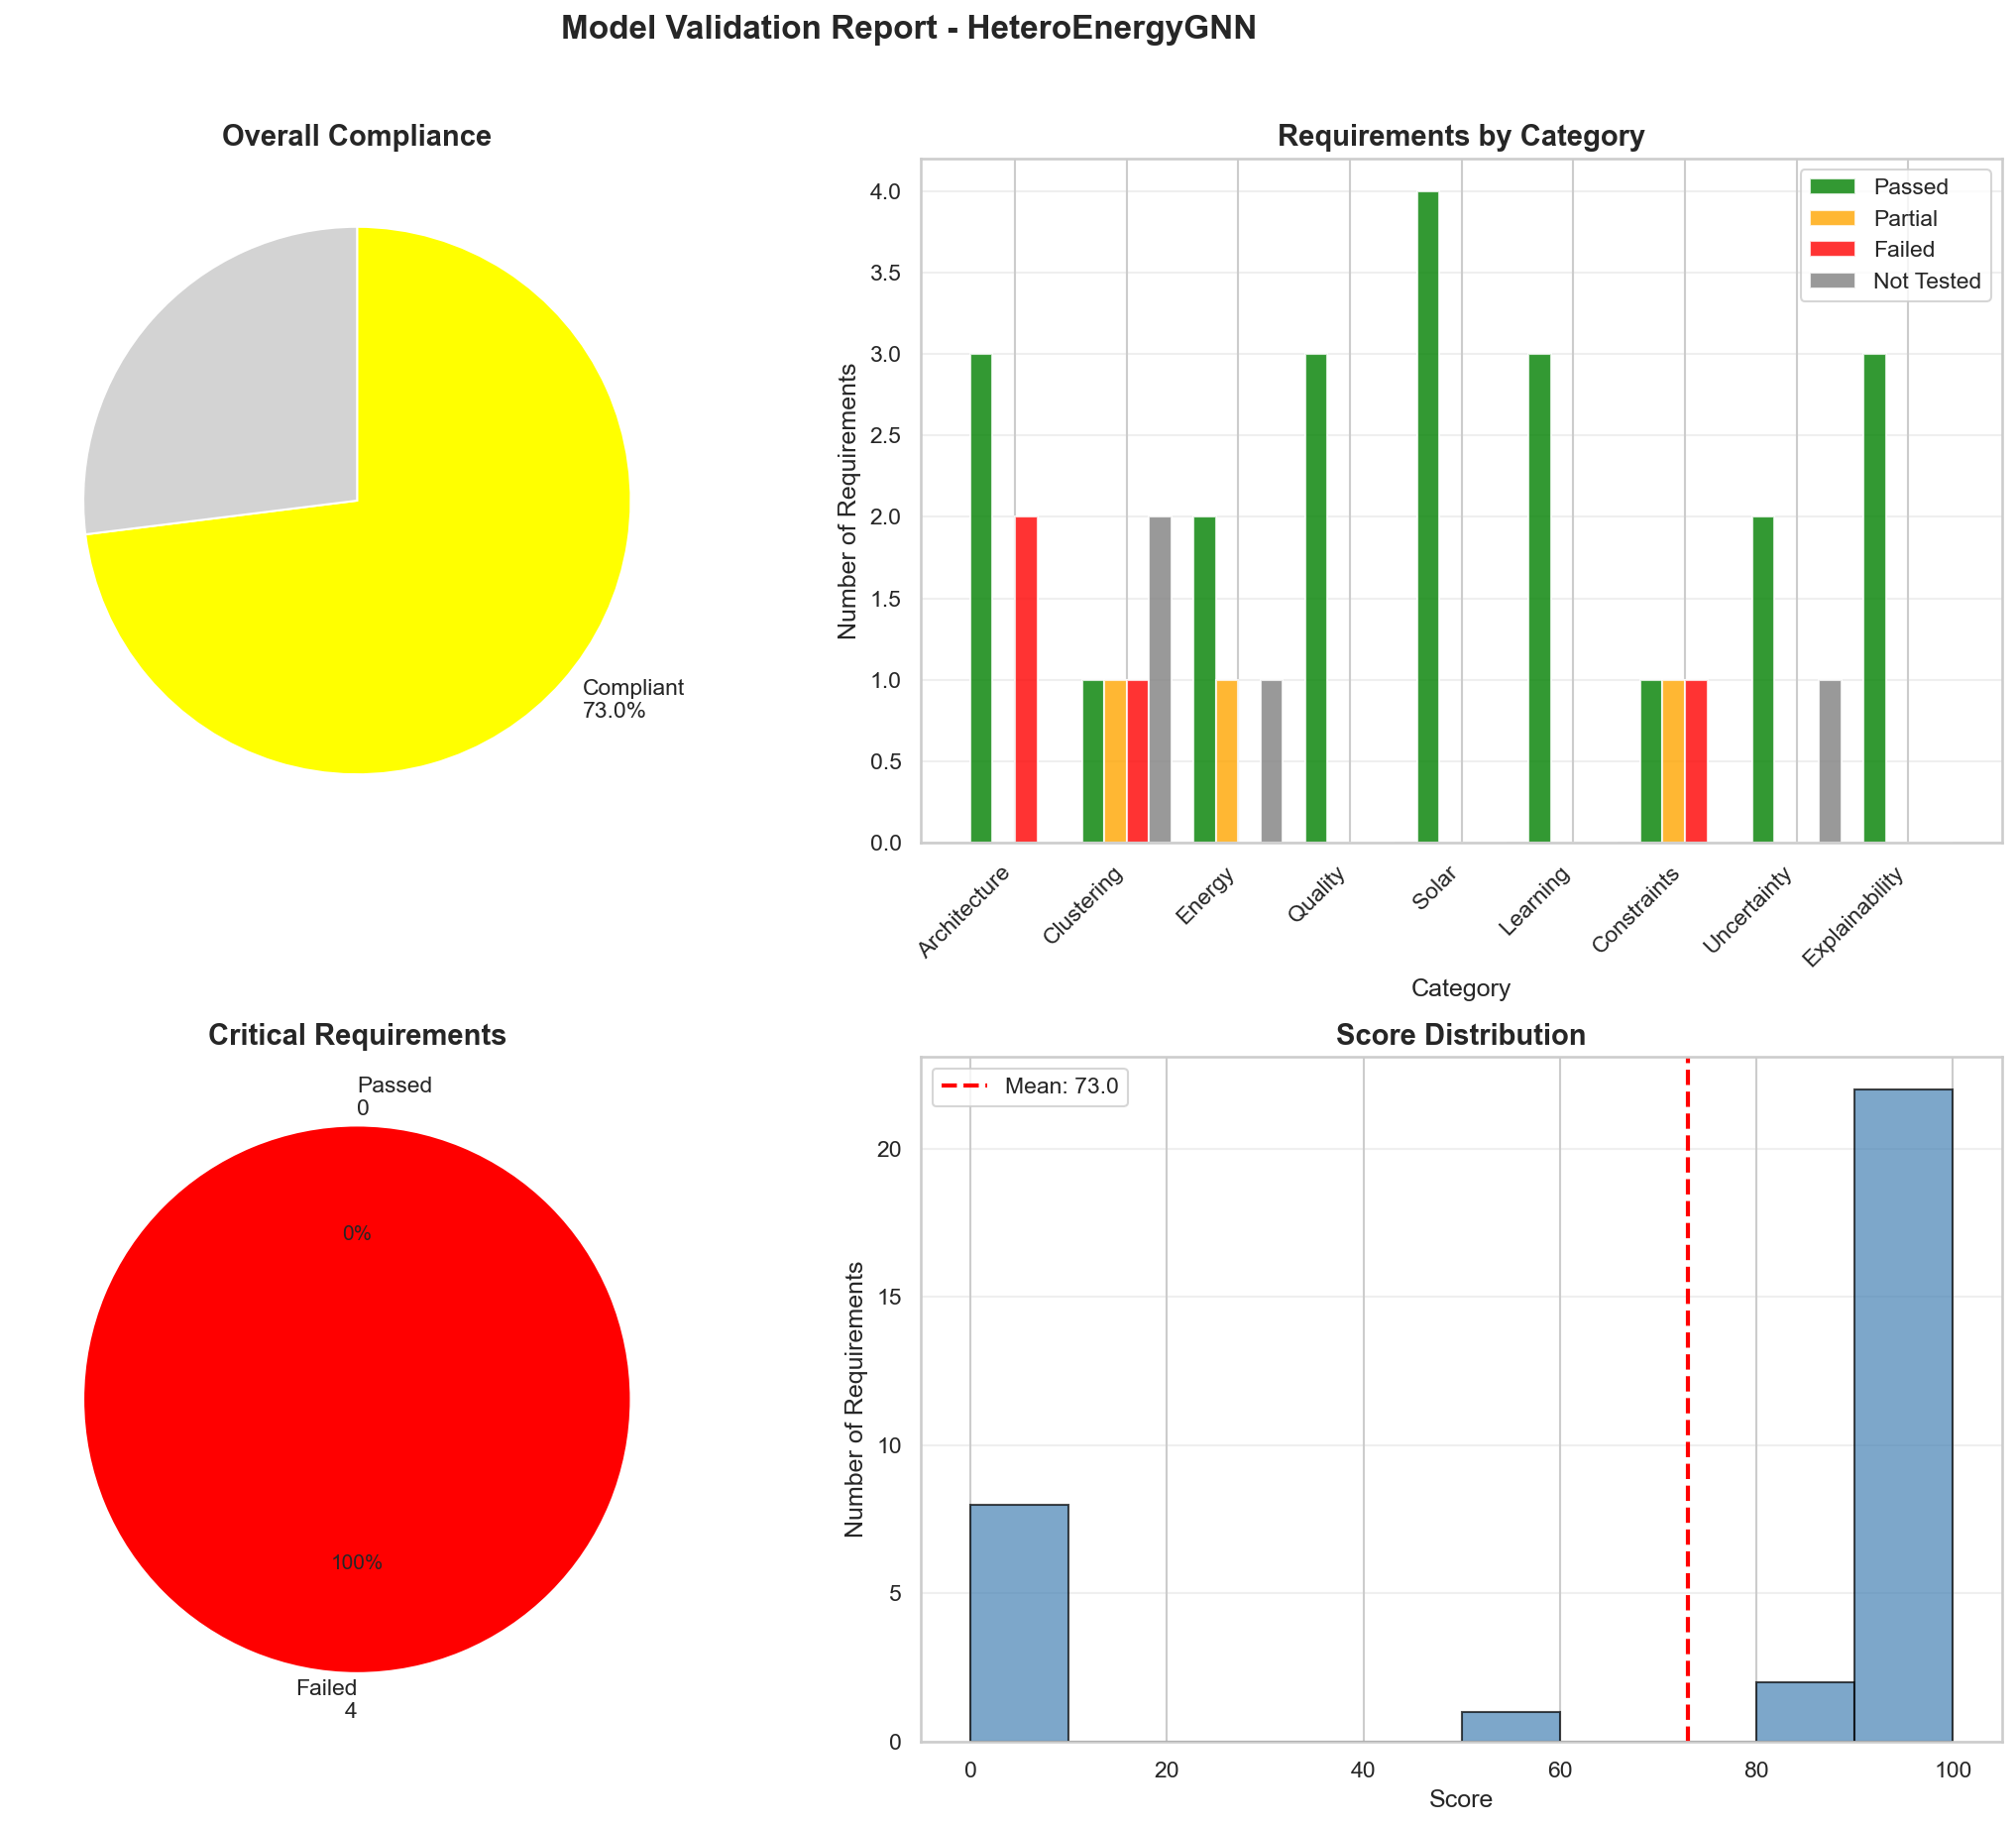 Model Validation Report - HeteroEnergyGNN
Overall Compliance
Compliant
73.0%
Requirements by Category
Passed
Partial
Failed
Not Tested
Number of Requirements
4.0
3.5
3.0
2.5
2.0
1.5
1.0
0.5
0.0
Architecture
Clustering
Energy
Quality
Solar
Learning
Constraints
Uncertainty
Explainability
Category
Critical Requirements
Passed
0
0%
100%
Failed
4
Score Distribution
Mean: 73.0
Number of Requirements
20
15
10
5
0
0
20
40
60
80
100
Score